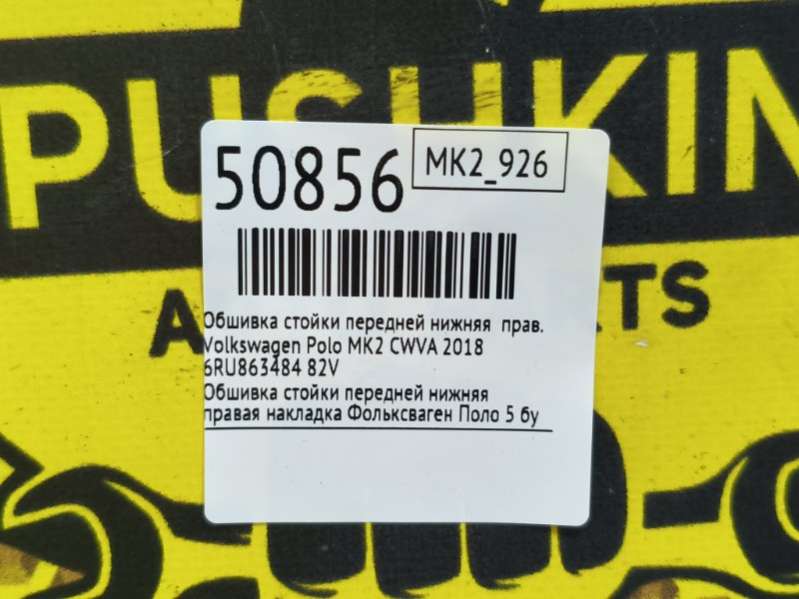 PUSHKIN
50856
MK2_926
Обшивка стойки передней нижняя прав.
Volkswagen Polo MK2 CWVA 2018
6RU863484 82V
Обшивка стойки передней нижняя
правая накладка Фольксваген Поло 5 бу